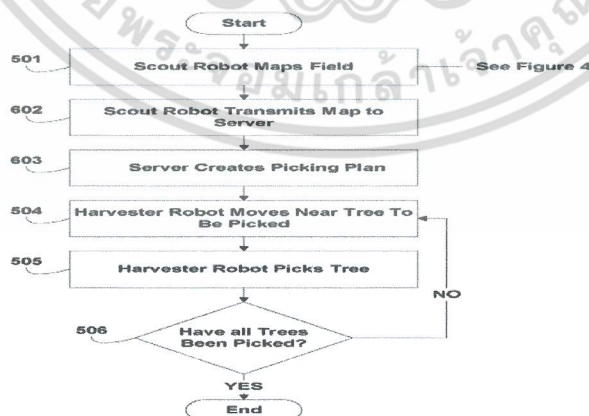 Start
501
Scout Robot Maps Field
See Figure 4
602
Scout Robot Transmits Map to
Server
603
Server Creates Picking Plan
504
Harvester Robot Moves Near Tree To
Be Picked
505
Harvester Robot Picks Tree
NO
506
Have all Trees
Been Picked?
YES
End